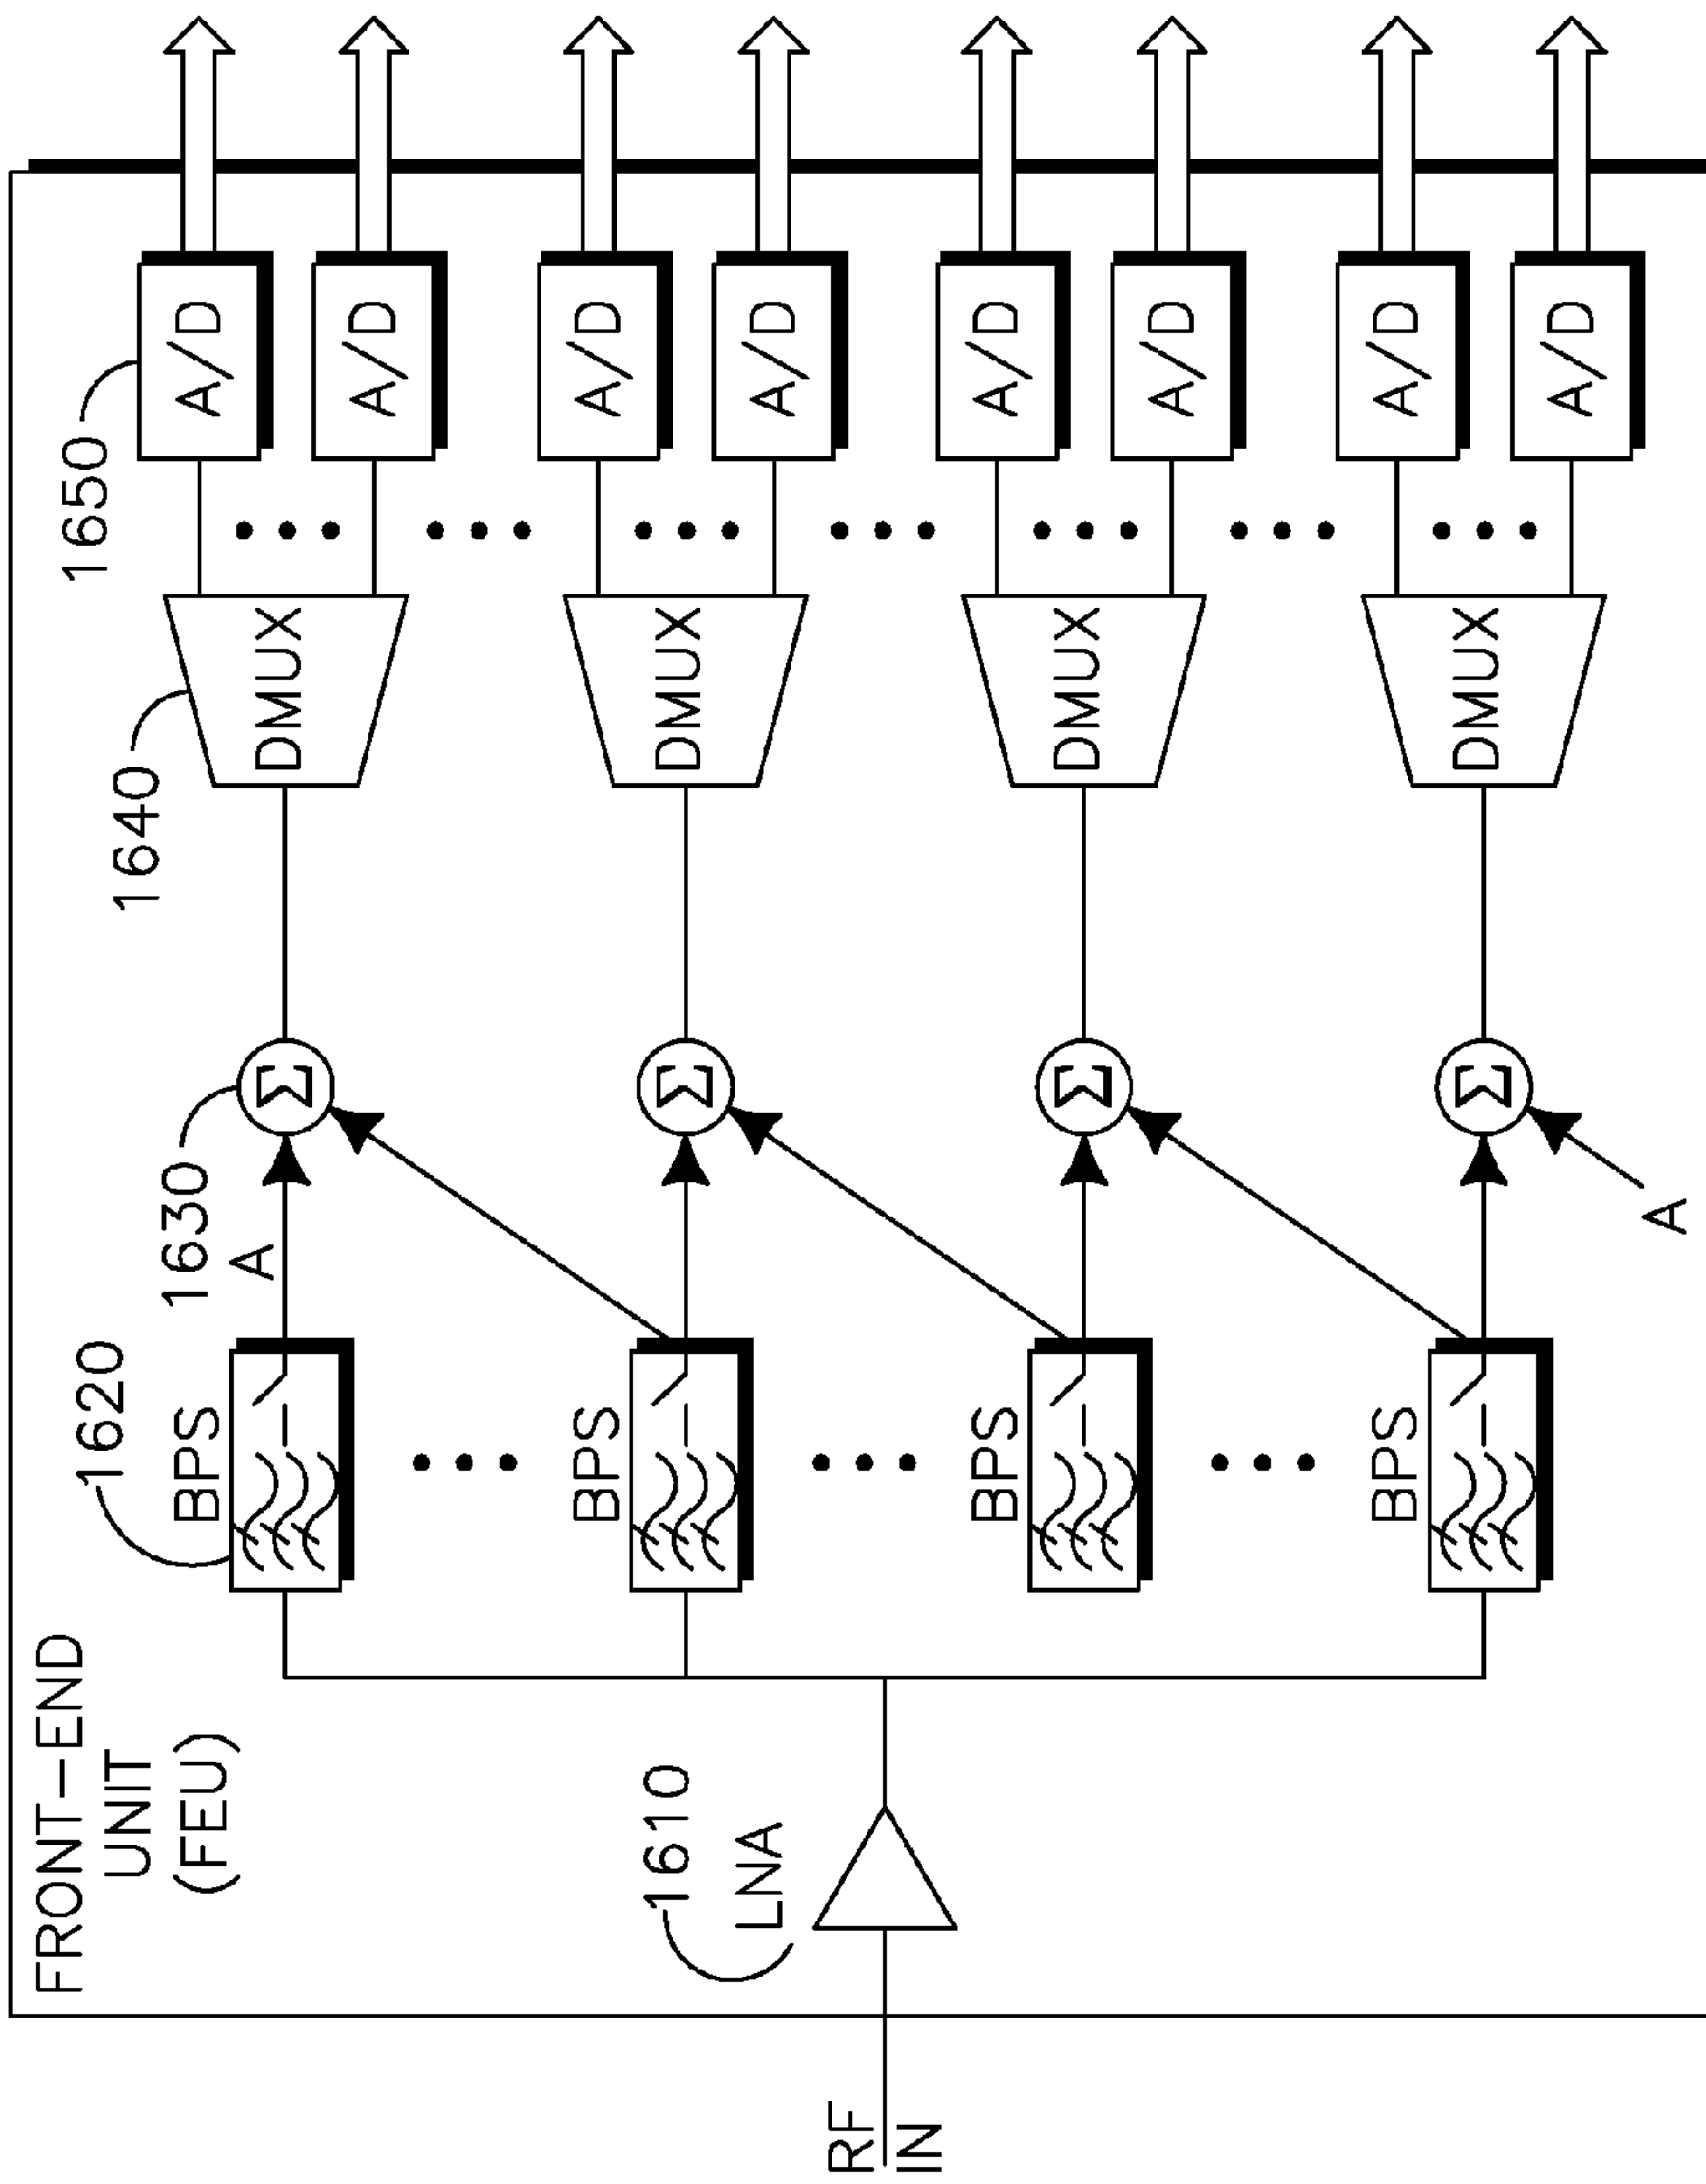 FRONT-END
UNIT
(FEU)
RF
IN
1610
LNA
1620
BPS
BPS
BPS
BPS
1630
A
A
Σ
Σ
Σ
Σ
1640
DMUX
DMUX
DMUX
DMUX
1650
A/D
A/D
A/D
A/D
A/D
A/D
A/D
A/D